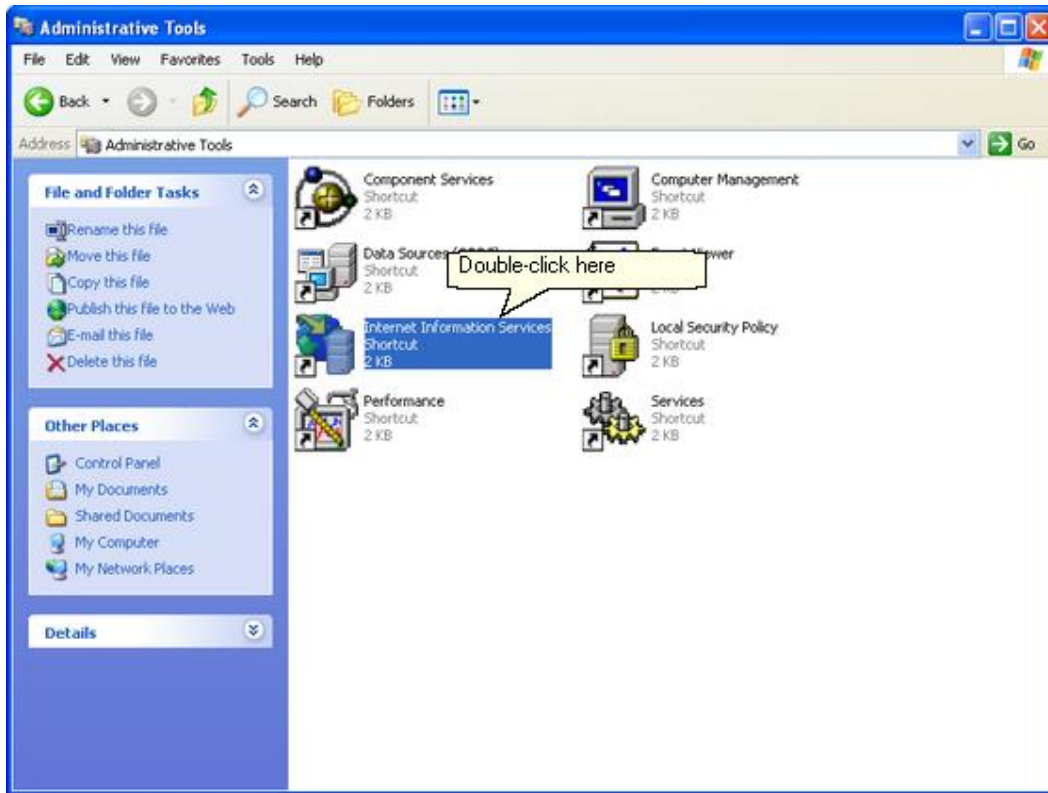 Administrative Tools
File Edit View Favorites Tools Help
Back Search Folders
Address Administrative Tools Go
File and Folder Tasks
Rename this file
Move this file
Copy this file
Publish this file to the Web
E-mail this file
Delete this file
Other Places
Control Panel
My Documents
Shared Documents
My Computer
My Network Places
Details
Component Services
Shortcut
2 KB
Computer Management
Shortcut
2 KB
Data Sources
Shortcut
2 KB
Double-click here
Viewer
2 KB
Internet Information Services
Shortcut
2 KB
Local Security Policy
Shortcut
2 KB
Performance
Shortcut
2 KB
Services
Shortcut
2 KB